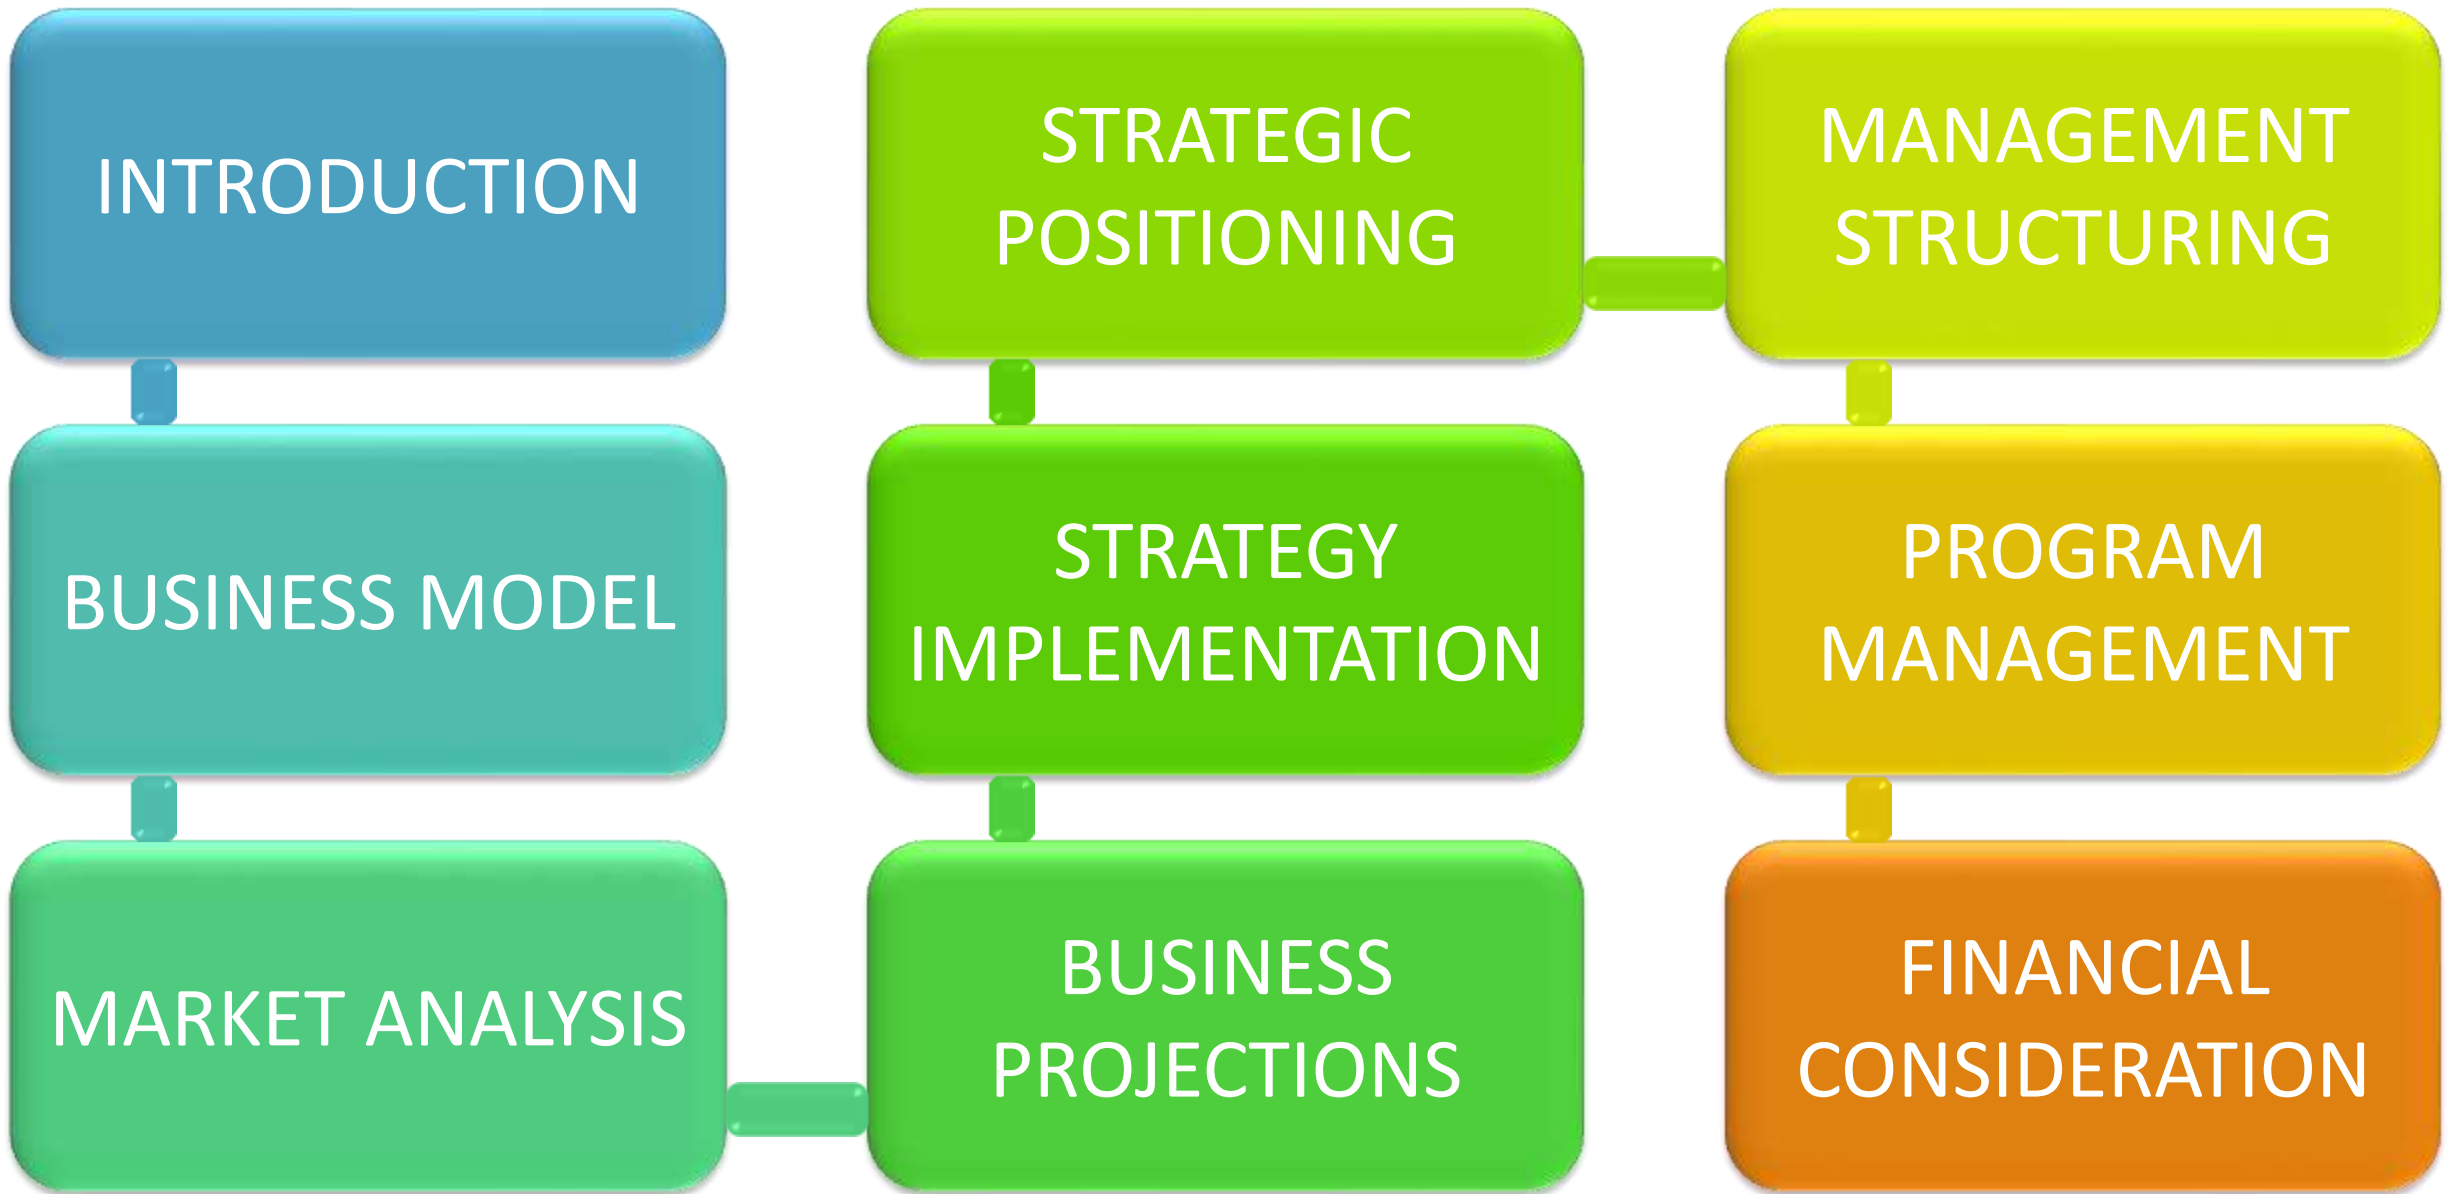 INTRODUCTION
BUSINESS MODEL
MARKET ANALYSIS
BUSINESS
PROJECTIONS
STRATEGY
IMPLEMENTATION
STRATEGIC
POSITIONING
MANAGEMENT
STRUCTURING
PROGRAM
MANAGEMENT
FINANCIAL
CONSIDERATION